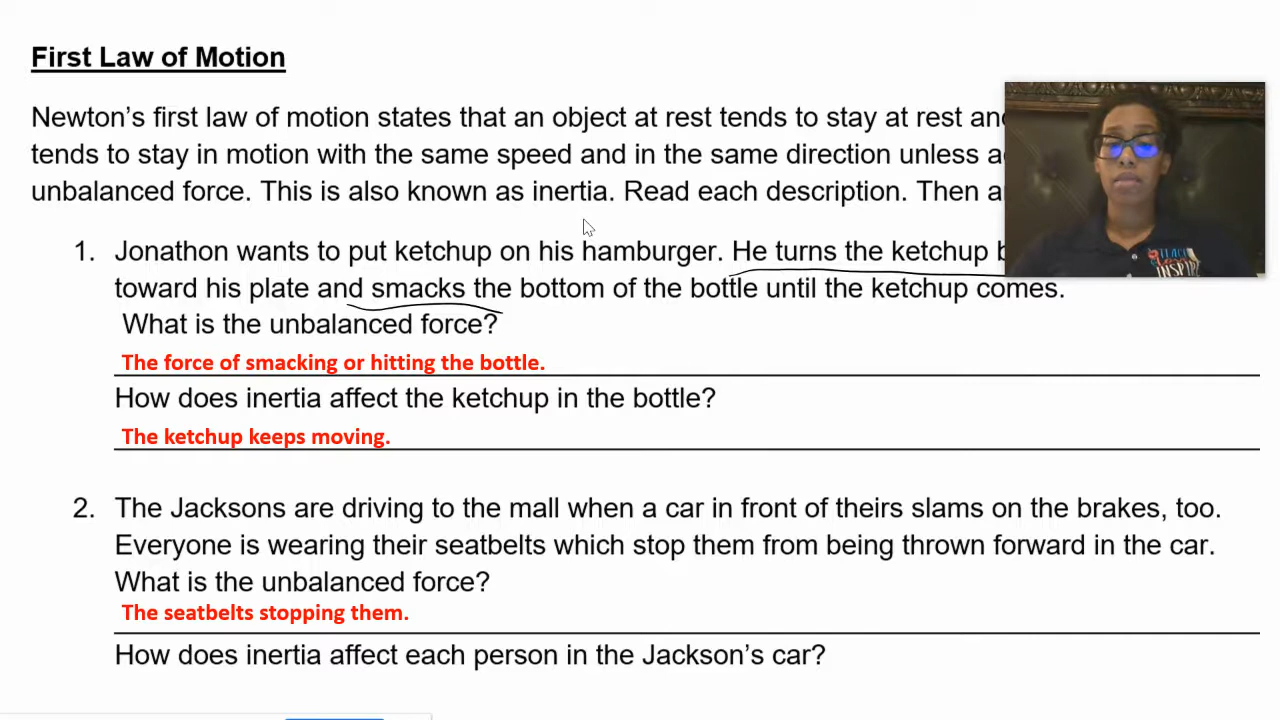 First Law of Motion
Newton's first law of motion states that an object at rest tends to stay at rest
tends to stay in motion with the same speed and in the same direction unless
unbalanced force. This is also known as inertia. Read each description. Then
1. Jonathon wants to put ketchup on his hamburger. He turns the ketchup
toward his plate and smacks the bottom of the bottle until the ketchup comes.
What is the unbalanced force?
The force of smacking or hitting the bottle.
How does inertia affect the ketchup in the bottle?
The ketchup keeps moving.
2. The Jacksons are driving to the mall when a car in front of theirs slams on the brakes, too.
Everyone is wearing their seatbelts which stop them from being thrown forward in the car.
What is the unbalanced force?
The seatbelts stopping them.
How does inertia affect each person in the Jackson's car?
TEACH
INSPIRE